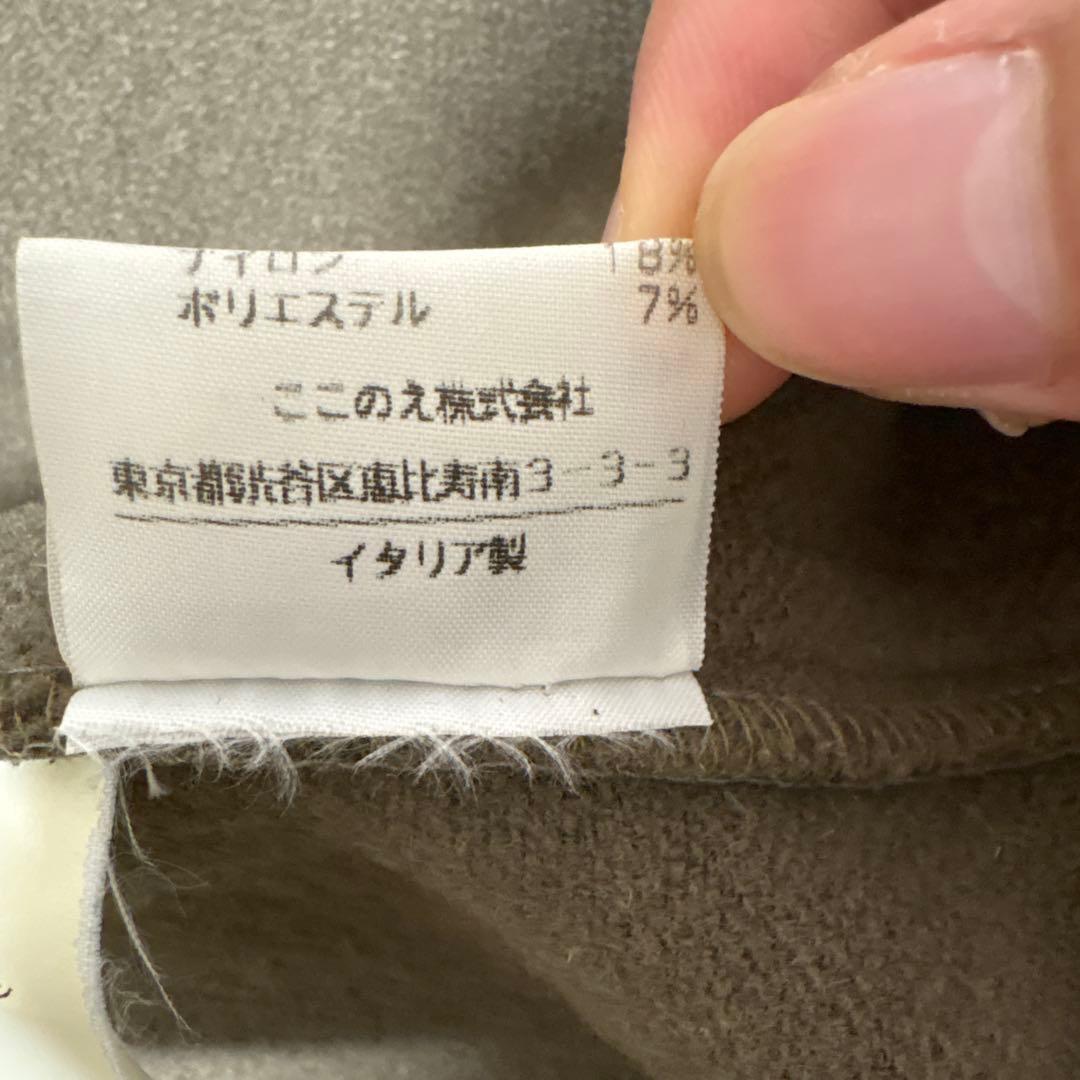 ナイロン 18%
ポリエステル 7%
ここのえ株式会社
東京都渋谷区恵比寿南3-3-3
イタリア製